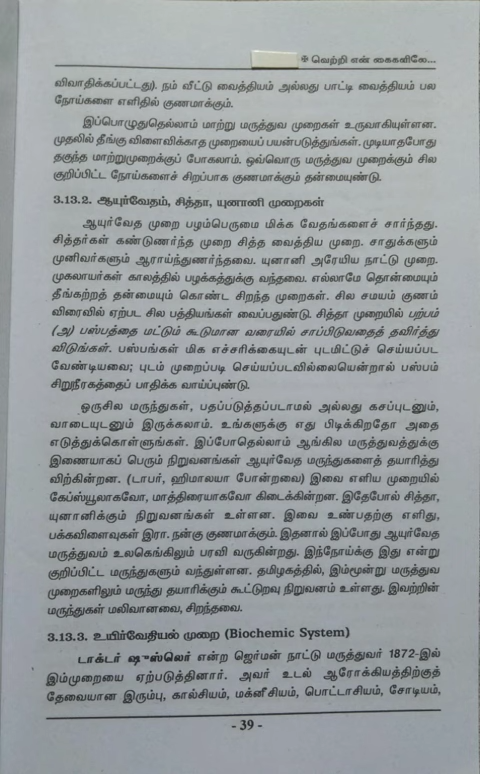 ❈ வெற்றி என் கைகளிலே...
விவாதிக்கப்பட்டது). நம் வீட்டு வைத்தியம் அல்லது பாட்டி வைத்தியம் பல
நோய்களை எளிதில் குணமாக்கும்.
இப்பொழுதுதெல்லாம் மாற்று மருத்துவ முறைகள் உருவாகியுள்ளன.
முதலில் தீங்கு விளைவிக்காத முறையைப் பயன்படுத்துங்கள். முடியாதபோது
தகுந்த மாற்றுமுறைக்குப் போகலாம். ஒவ்வொரு மருத்துவ முறைக்கும் சில
குறிப்பிட்ட நோய்களைச் சிறப்பாக குணமாக்கும் தன்மையுண்டு.
3.13.2. ஆயுர்வேதம், சித்தா, யுனானி முறைகள்
ஆயுர்வேத முறை பழம்பெருமை மிக்க வேதங்களைச் சார்ந்தது.
சித்தர்கள் கண்டுணர்ந்த முறை சித்த வைத்திய முறை. சாதுக்களும்
முனிவர்களும் ஆராய்ந்துணர்ந்தவை. யுனானி அரேபிய நாட்டு முறை.
முகலாயர்கள் காலத்தில் பழக்கத்துக்கு வந்தவை. எல்லாமே தொன்மையும்
தீங்கற்றத் தன்மையும் கொண்ட சிறந்த முறைகள். சில சமயம் குணம்
விரைவில் ஏற்பட சில பத்தியங்கள் வைப்பதுண்டு. சித்தா முறையில் பற்பம்
(அ) பஸ்பத்தை மட்டும் கூடுமான வரையில் சாப்பிடுவதைத் தவிர்த்து
விடுங்கள். பஸ்பங்கள் மிக எச்சரிக்கையுடன் புடமிட்டுச் செய்யப்பட
வேண்டியவை; புடம் முறைப்படி செய்யப்படவில்லையென்றால் பஸ்பம்
சிறுநீரகத்தைப் பாதிக்க வாய்ப்புண்டு.
ஒருசில மருந்துகள், பதப்படுத்தப்படாமல் அல்லது கசப்புடனும்,
வாடையுடனும் இருக்கலாம். உங்களுக்கு எது பிடிக்கிறதோ அதை
எடுத்துக்கொள்ளுங்கள். இப்போதெல்லாம் ஆங்கில மருத்துவத்துக்கு
இணையாகப் பெரும் நிறுவனங்கள் ஆயுர்வேத மருந்துகளைத் தயாரித்து
விற்கின்றன. (டாபர், ஹிமாலயா போன்றவை) இவை எளிய முறையில்
கேப்ஸ்யூலாகவோ, மாத்திரையாகவோ கிடைக்கின்றன. இதேபோல் சித்தா,
யுனானிக்கும் நிறுவனங்கள் உள்ளன. இவை உண்பதற்கு எளிது,
பக்கவிளைவுகள் இரா. நன்கு குணமாக்கும். இதனால் இப்போது ஆயுர்வேத
மருத்துவம் உலகெங்கிலும் பரவி வருகின்றது. இந்நோய்க்கு இது என்று
குறிப்பிட்ட மருந்துகளும் வந்துள்ளன. தமிழகத்தில், இம்மூன்று மருத்துவ
முறைகளிலும் மருந்து தயாரிக்கும் கூட்டுறவு நிறுவனம் உள்ளது. இவற்றின்
மருந்துகள் மலிவானவை, சிறந்தவை.
3.13.3. உயிர்வேதியல் முறை (Biochemic System)
டாக்டர் ஷுஸ்லெர் என்ற ஜெர்மன் நாட்டு மருத்துவர் 1872-இல்
இம்முறையை ஏற்படுத்தினார். அவர் உடல் ஆரோக்கியத்திற்குத்
தேவையான இரும்பு, கால்சியம், மக்னீசியம், பொட்டாசியம், சோடியம்,
- 39 -